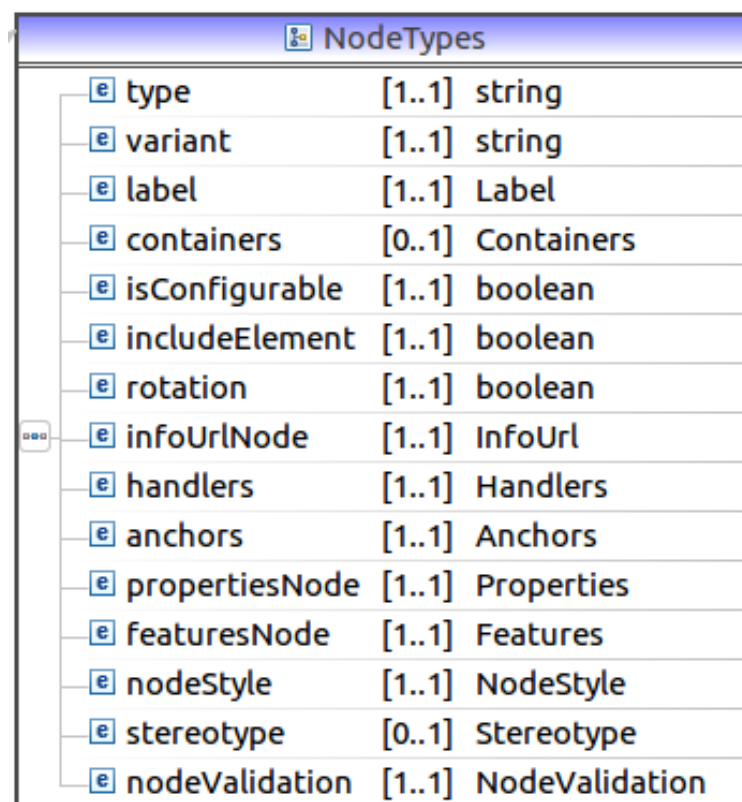 NodeTypes
e type [1..1] string
e variant [1..1] string
e label [1..1] Label
e containers [0..1] Containers
e isConfigurable [1..1] boolean
e includeElement [1..1] boolean
e rotation [1..1] boolean
e infoUrlNode [1..1] InfoUrl
e handlers [1..1] Handlers
e anchors [1..1] Anchors
e propertiesNode [1..1] Properties
e featuresNode [1..1] Features
e nodeStyle [1..1] NodeStyle
e stereotype [0..1] Stereotype
e nodeValidation [1..1] NodeValidation